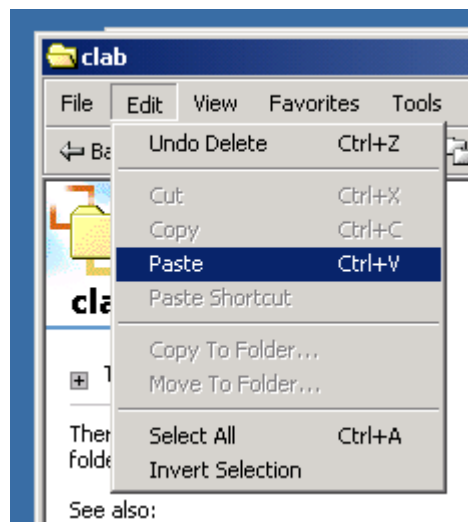 clab
File Edit View Favorites Tools
Ba
Undo Delete Ctrl+Z
Cut Ctrl+X
Copy Ctrl+C
Paste Ctrl+V
cla
Paste Shortcut
Copy To Folder...
T
Move To Folder...
Ther
Select All Ctrl+A
folde
Invert Selection
See also: